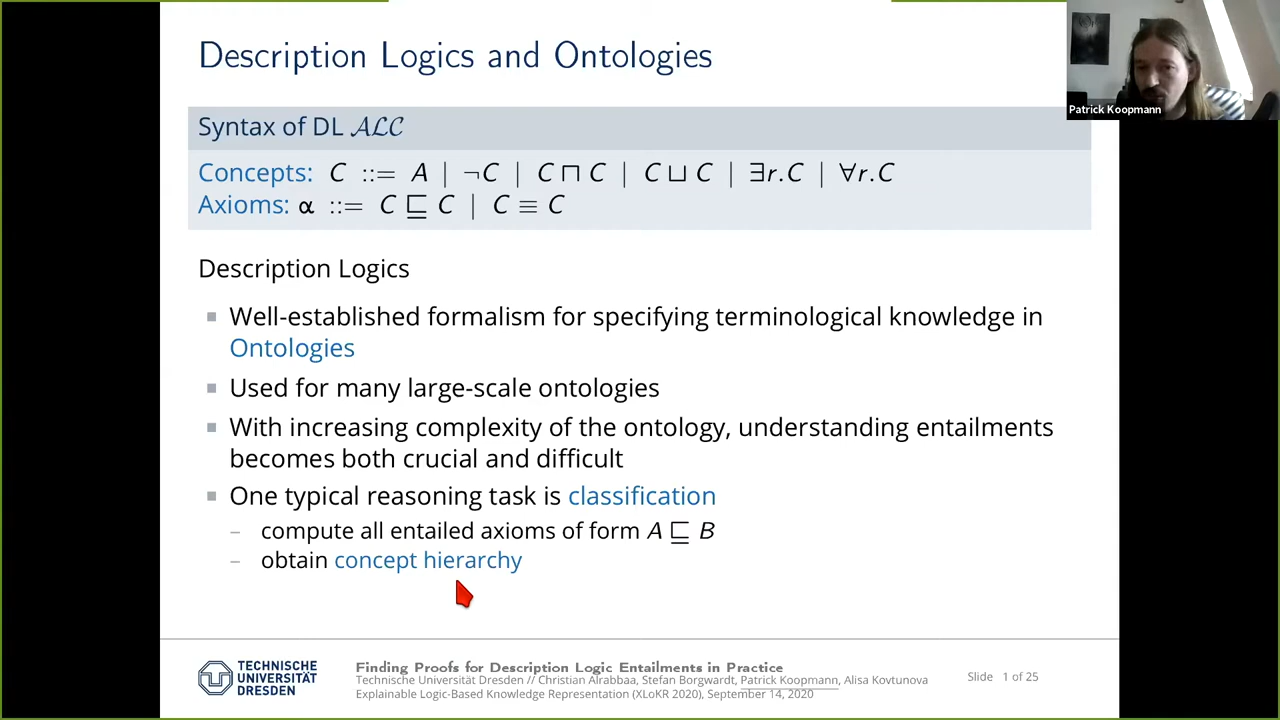 Description Logics and Ontologies
Patrick Koopmann
Syntax of DL 𝒜ℒ𝒞
Concepts: C ::= A | ¬C | C ⊓ C | C ⊔ C | ∃r.C | ∀r.C
Axioms: α ::= C ⊑ C | C ≡ C
Description Logics
Well-established formalism for specifying terminological knowledge in
Ontologies
Used for many large-scale ontologies
With increasing complexity of the ontology, understanding entailments
becomes both crucial and difficult
One typical reasoning task is classification
– compute all entailed axioms of form A ⊑ B
– obtain concept hierarchy
TECHNISCHE
UNIVERSITÄT
DRESDEN
Finding Proofs for Description Logic Entailments in Practice
Technische Universität Dresden // Christian Alrabbaa, Stefan Borgwardt, Patrick Koopmann, Alisa Kovtunova
Explainable Logic-Based Knowledge Representation (XLoKR 2020), September 14, 2020
Slide 1 of 25